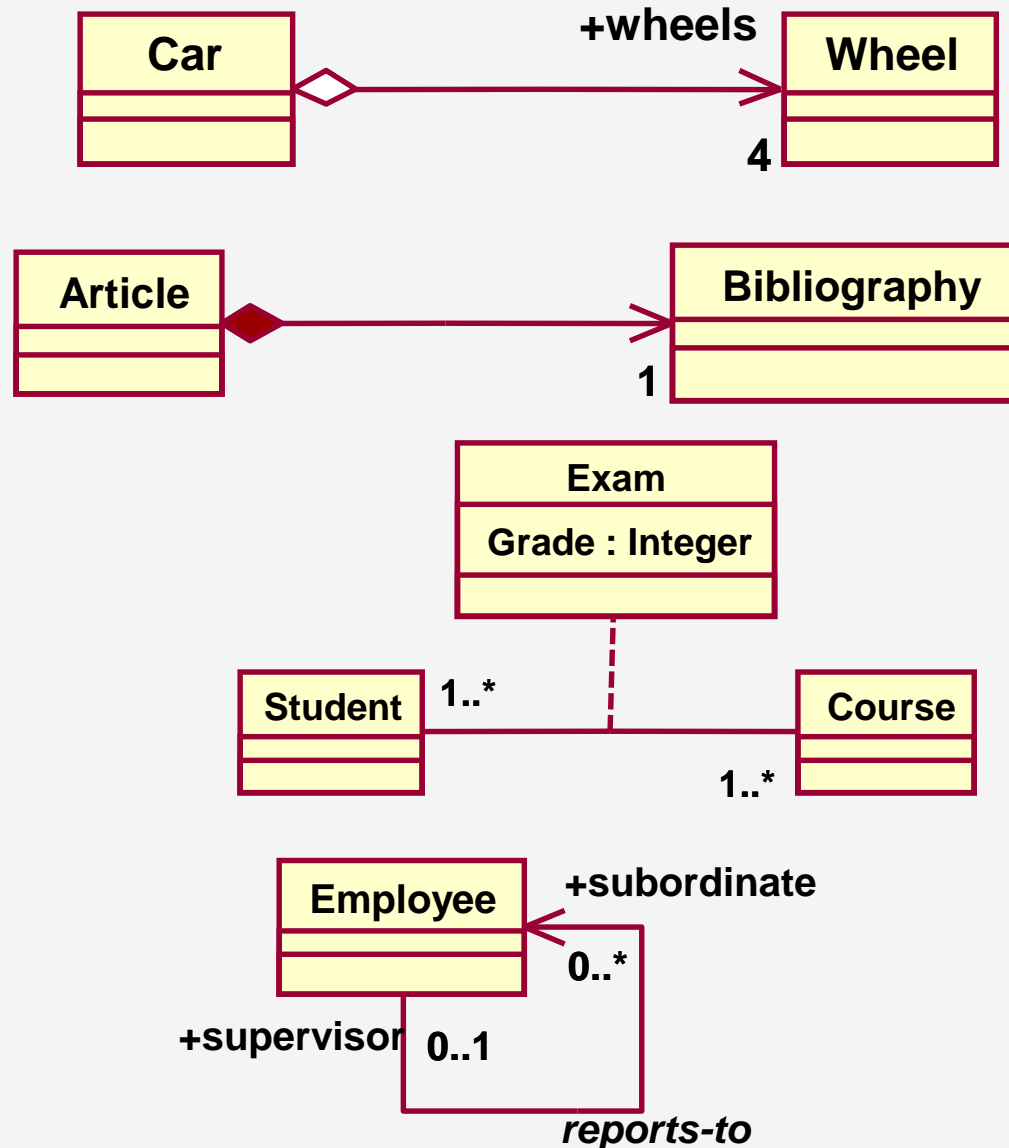 +wheels
Car
Wheel
4
Article
Bibliography
1
Exam
Grade : Integer
Student
1..*
Course
1..*
Employee
+subordinate
0..*
+supervisor
0..1
reports-to